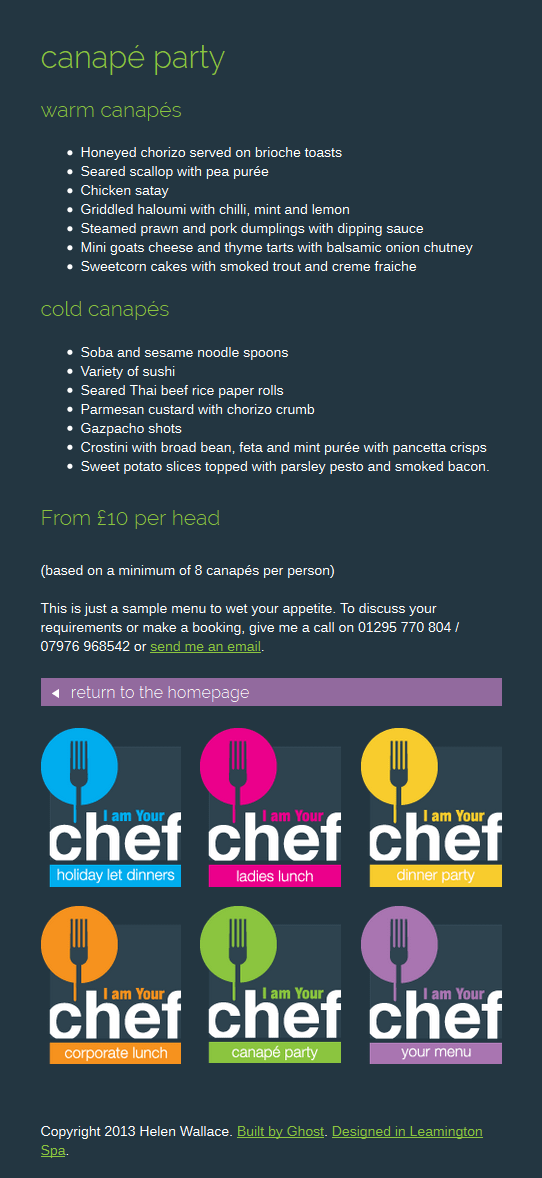 canapé party
warm canapés
Honeyed chorizo served on brioche toasts
Seared scallop with pea purée
Chicken satay
Griddled haloumi with chilli, mint and lemon
Steamed prawn and pork dumplings with dipping sauce
Mini goats cheese and thyme tarts with balsamic onion chutney
Sweetcorn cakes with smoked trout and creme fraiche
cold canapés
Soba and sesame noodle spoons
Variety of sushi
Seared Thai beef rice paper rolls
Parmesan custard with chorizo crumb
Gazpacho shots
Crostini with broad bean, feta and mint purée with pancetta crisps
Sweet potato slices topped with parsley pesto and smoked bacon.
From £10 per head
(based on a minimum of 8 canapés per person)
This is just a sample menu to wet your appetite. To discuss your
requirements or make a booking, give me a call on 01295 770 804 /
07976 968542 or send me an email.
return to the homepage
I am Your
chef
holiday let dinners
I am Your
chef
ladies lunch
I am Your
chef
dinner party
I am Your
chef
corporate lunch
I am Your
chef
canapé party
I am Your
chef
your menu
Copyright 2013 Helen Wallace. Built by Ghost. Designed in Leamington
Spa.